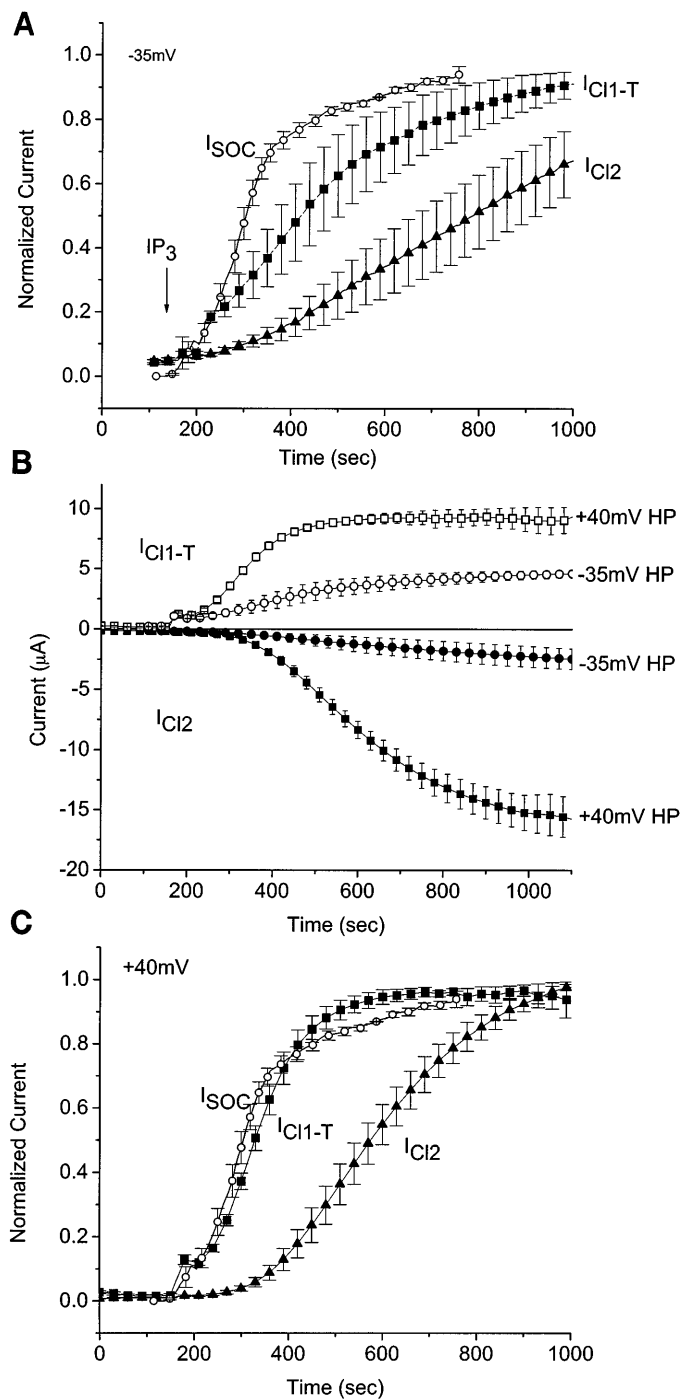 A
-35mV
1.0
0.8
0.6
0.4
0.2
0.0
Normalized Current
ISOC
ICl1-T
ICl2
IP3
0 200 400 600 800 1000
Time (sec)
B
10
5
0
-5
-10
-15
-20
Current (μA)
ICl1-T
+40mV HP
-35mV HP
-35mV HP
ICl2
+40mV HP
0 200 400 600 800 1000
Time (sec)
C
+40mV
1.0
0.8
0.6
0.4
0.2
0.0
Normalized Current
ISOC
ICl1-T
ICl2
0 200 400 600 800 1000
Time (sec)